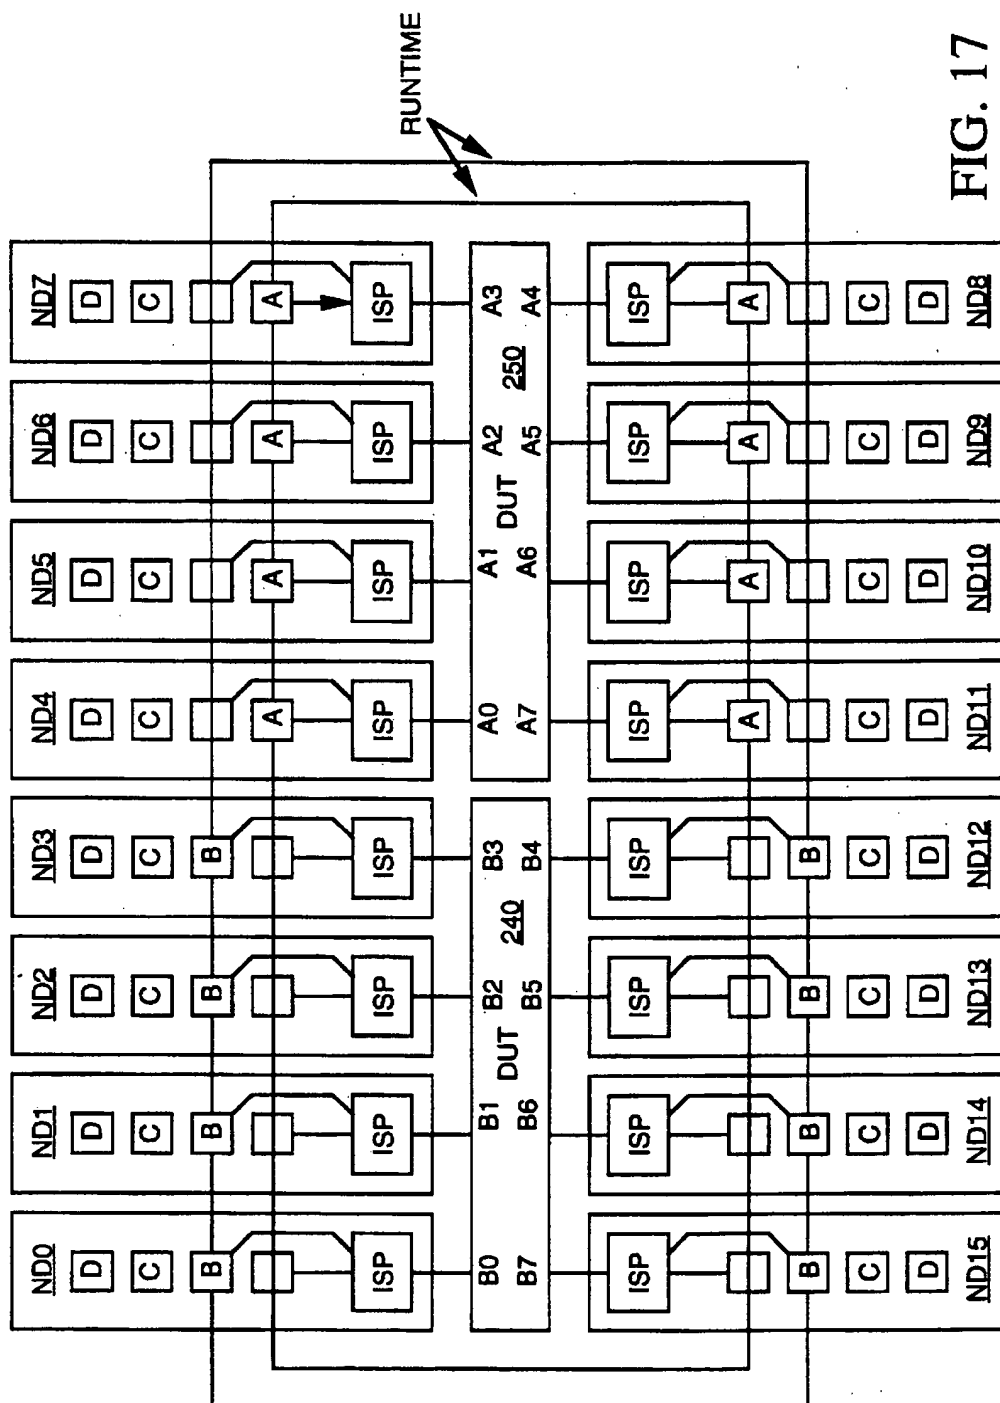 RUNTIME
ND0 ND1 ND2 ND3 ND4 ND5 ND6 ND7
D D D D D D D D
C C C C C C C C
B B B B
A A A A
ISP ISP ISP ISP ISP ISP ISP ISP
B0 B1 B2 B3 A0 A1 A2 A3
DUT 240 DUT 250
B7 B6 B5 B4 A7 A6 A5 A4
ISP ISP ISP ISP ISP ISP ISP ISP
A A A A
B B B B
C C C C C C C C
D D D D D D D D
ND15 ND14 ND13 ND12 ND11 ND10 ND9 ND8
FIG. 17